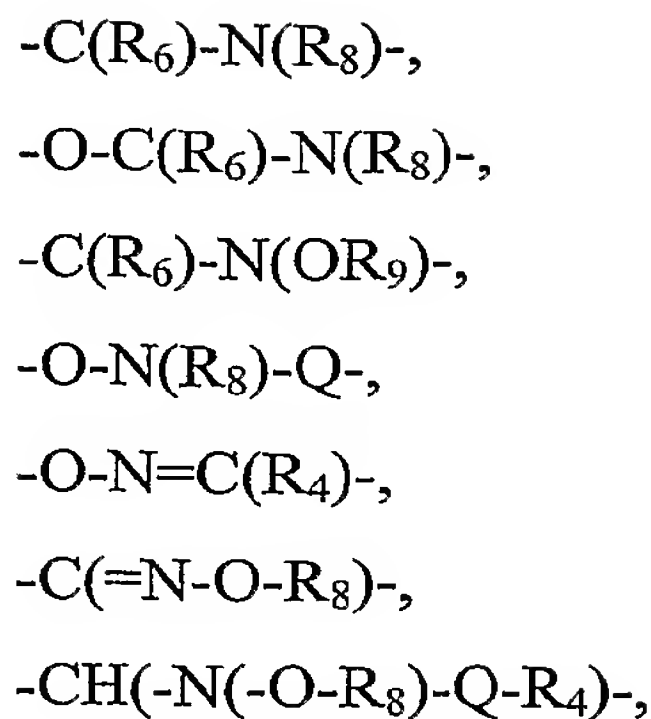 -C(R₆)-N(R₈)-,
-O-C(R₆)-N(R₈)-,
-C(R₆)-N(OR₉)-,
-O-N(R₈)-Q-,
-O-N=C(R₄)-,
-C(=N-O-R₈)-,
-CH(-N(-O-R₈)-Q-R₄)-,